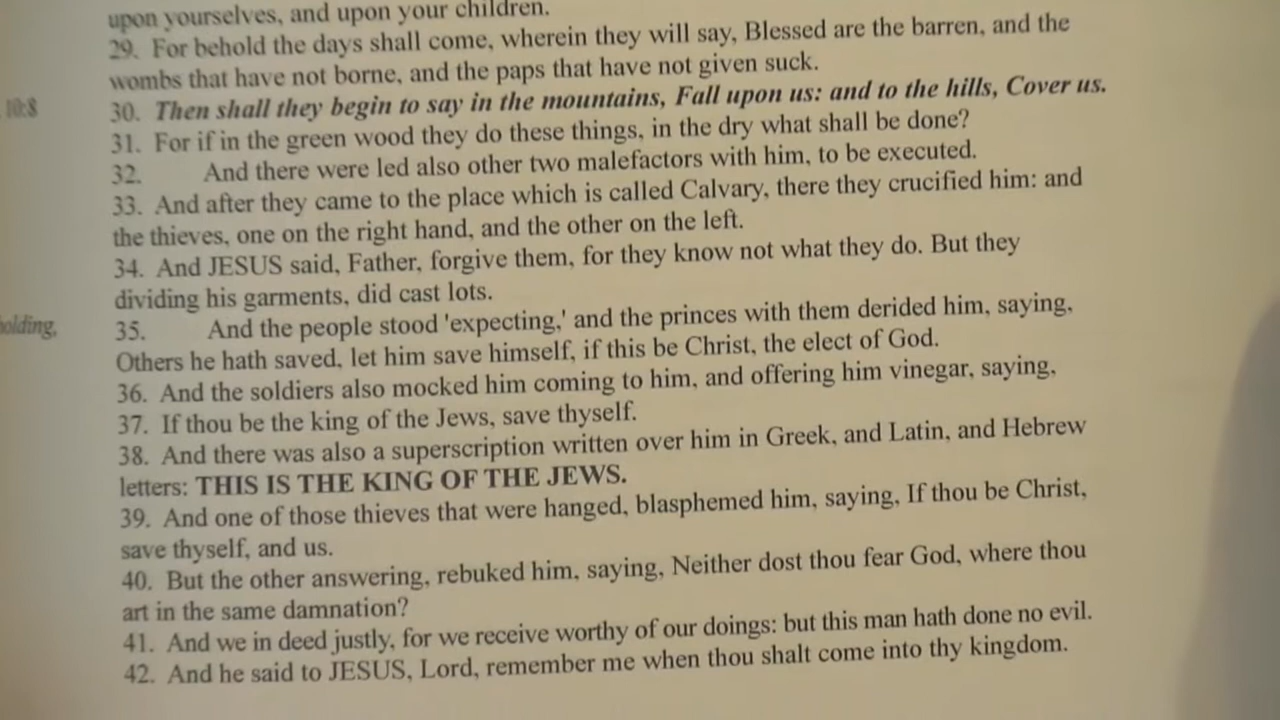 upon yourselves, and upon your children.
29. For behold the days shall come, wherein they will say, Blessed are the barren, and the
wombs that have not borne, and the paps that have not given suck.
10:8
30. Then shall they begin to say in the mountains, Fall upon us: and to the hills, Cover us.
31. For if in the green wood they do these things, in the dry what shall be done?
32. And there were led also other two malefactors with him, to be executed.
33. And after they came to the place which is called Calvary, there they crucified him: and
the thieves, one on the right hand, and the other on the left.
34. And JESUS said, Father, forgive them, for they know not what they do. But they
dividing his garments, did cast lots.
holding,
35. And the people stood 'expecting,' and the princes with them derided him, saying,
Others he hath saved, let him save himself, if this be Christ, the elect of God.
36. And the soldiers also mocked him coming to him, and offering him vinegar, saying,
37. If thou be the king of the Jews, save thyself.
38. And there was also a superscription written over him in Greek, and Latin, and Hebrew
letters: THIS IS THE KING OF THE JEWS.
39. And one of those thieves that were hanged, blasphemed him, saying, If thou be Christ,
save thyself, and us.
40. But the other answering, rebuked him, saying, Neither dost thou fear God, where thou
art in the same damnation?
41. And we in deed justly, for we receive worthy of our doings: but this man hath done no evil.
42. And he said to JESUS, Lord, remember me when thou shalt come into thy kingdom.